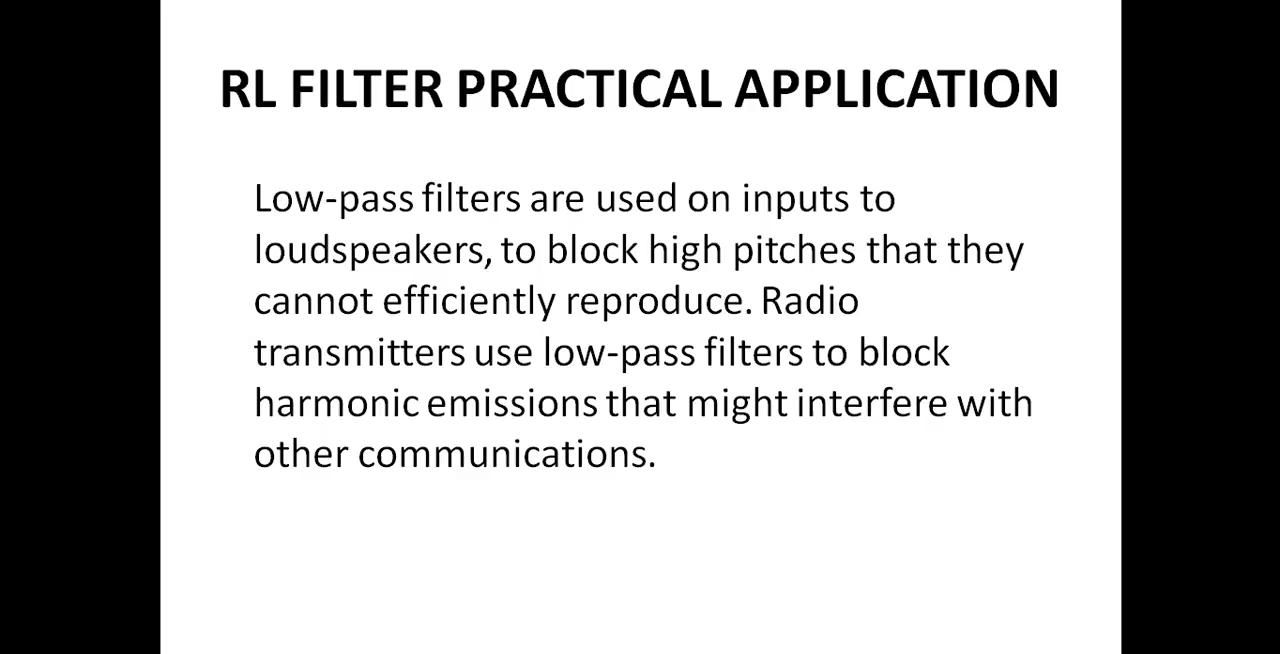 RL FILTER PRACTICAL APPLICATION
Low-pass filters are used on inputs to
loudspeakers, to block high pitches that they
cannot efficiently reproduce. Radio
transmitters use low-pass filters to block
harmonic emissions that might interfere with
other communications.